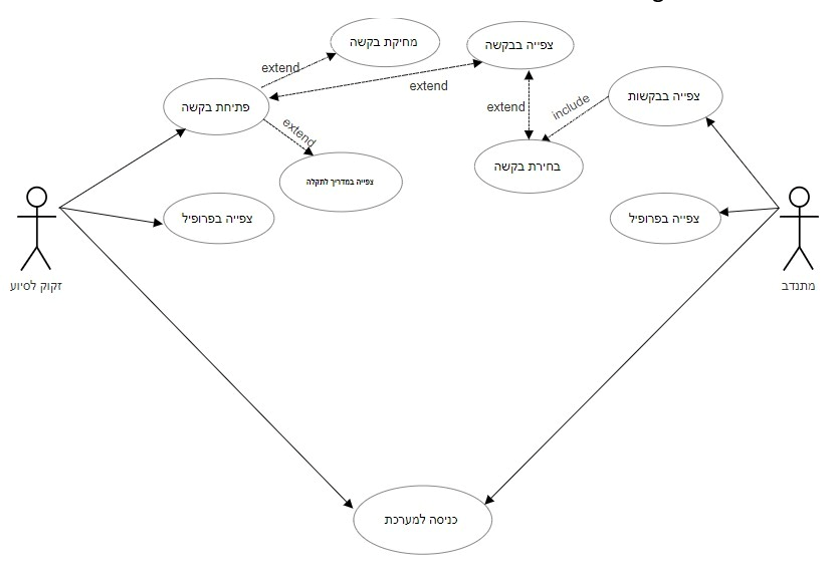 מחיקת בקשה
צפייה בבקשה
extend
extend
פתיחת בקשה
extend
include
צפייה בבקשות
extend
בחירת בקשה
צפייה במדריך לתקלה
צפייה בפרופיל
צפייה בפרופיל
זקוק לסיוע
מתנדב
כניסה למערכת